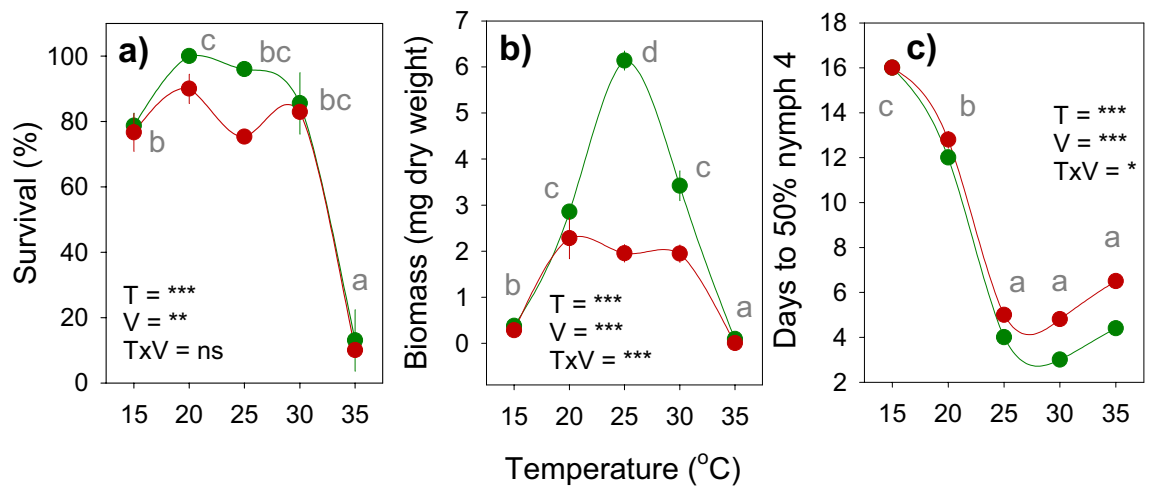 a)
Survival (%)
100
80
60
40
20
0
b
c
bc
bc
a
T = ***
V = **
TxV = ns
15 20 25 30 35
b)
Biomass (mg dry weight)
7
6
5
4
3
2
1
0
b
c
d
c
a
T = ***
V = ***
TxV = ***
15 20 25 30 35
c)
Days to 50% nymph 4
18
16
14
12
10
8
6
4
2
c
b
a
a
a
T = ***
V = ***
TxV = *
15 20 25 30 35
Temperature (°C)